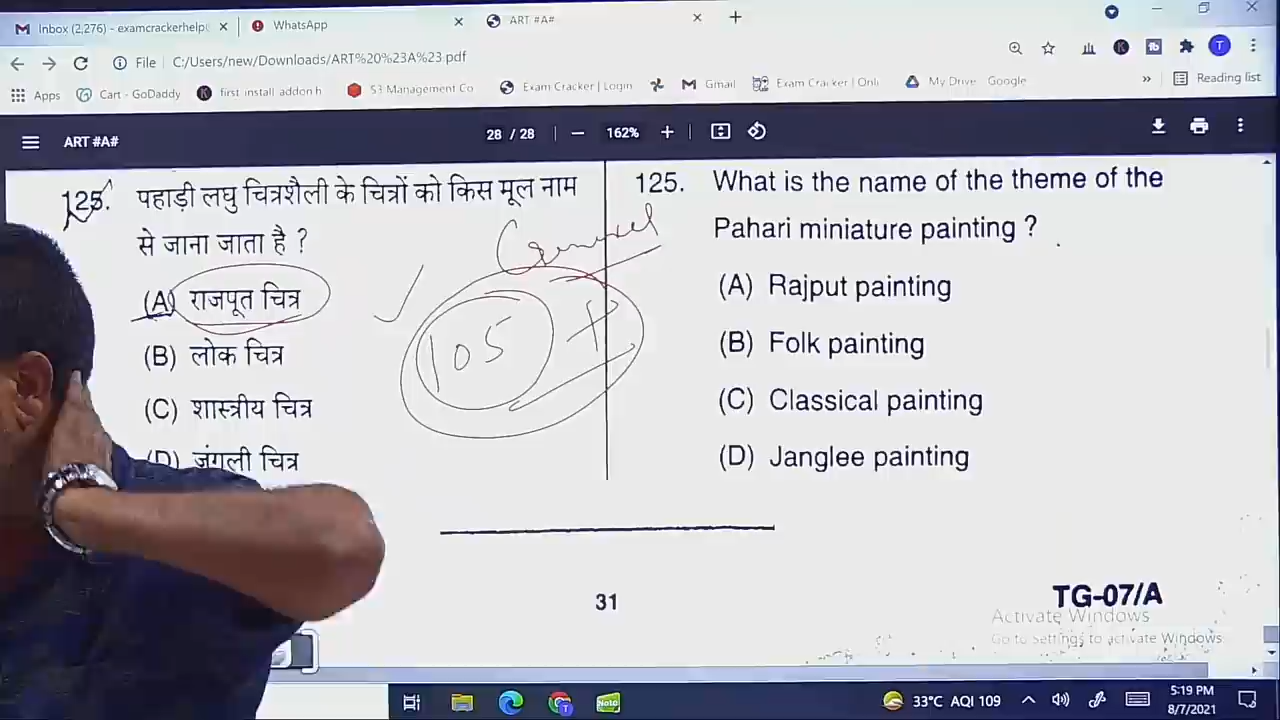 Inbox (2,276) - examcrackerhelp
WhatsApp
ART #A#
File | C:/Users/new/Downloads/ART%20%23A%23.pdf
Apps
Cart - GoDaddy
first install addon h
S3 Management Co
Exam Cracker | Login
Gmail
Exam Cracker | Onli
My Drive
Google
»
Reading list
ART #A#
28 / 28
162%
125. पहाड़ी लघु चित्रशैली के चित्रों को किस मूल नाम
से जाना जाता है ?
(A) राजपूत चित्र
(B) लोक चित्र
(C) शास्त्रीय चित्र
(D) जंगली चित्र
General
105 +
125. What is the name of the theme of the
Pahari miniature painting ?
(A) Rajput painting
(B) Folk painting
(C) Classical painting
(D) Janglee painting
31
TG-07/A
Activate Windows
Go to Settings to activate Windows.
33°C AQI 109
5:19 PM
8/7/2021